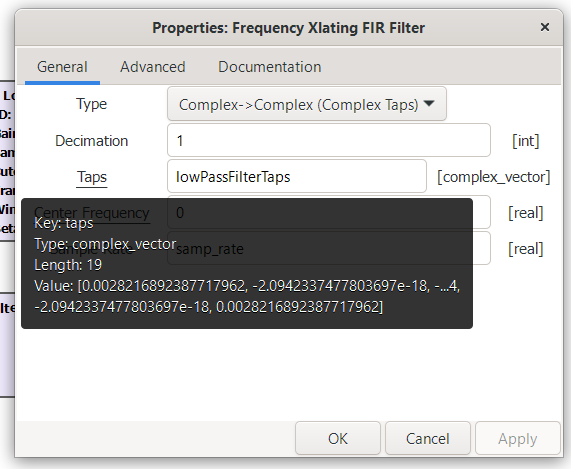 Properties: Frequency Xlating FIR Filter
×
General Advanced Documentation
Type Complex->Complex (Complex Taps)
Decimation 1 [int]
Taps lowPassFilterTaps [complex_vector]
Center Frequency 0 [real]
Sample Rate samp_rate [real]
Key: taps
Type: complex_vector
Length: 19
Value: [0.0028216892387717962, -2.0942337477803697e-18, -...4,
-2.0942337477803697e-18, 0.0028216892387717962]
OK Cancel Apply